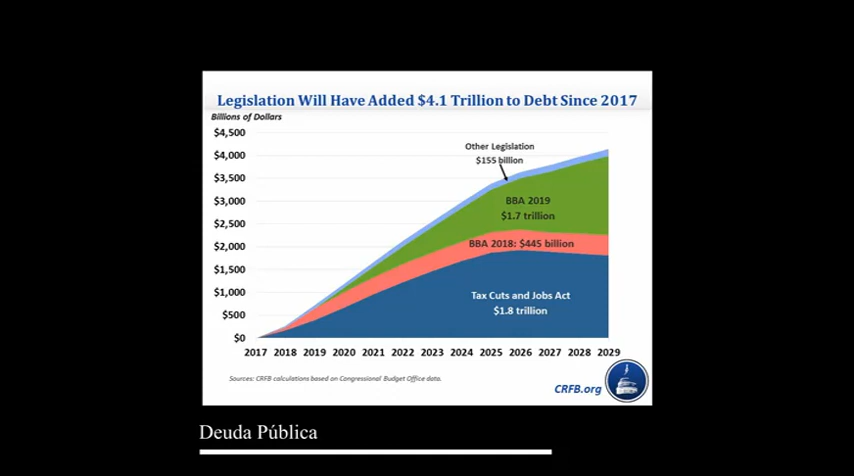 Legislation Will Have Added $4.1 Trillion to Debt Since 2017
Billions of Dollars
$4,500
$4,000
$3,500
$3,000
$2,500
$2,000
$1,500
$1,000
$500
$0
Other Legislation
$155 billion
BBA 2019
$1.7 trillion
BBA 2018: $445 billion
Tax Cuts and Jobs Act
$1.8 trillion
2017 2018 2019 2020 2021 2022 2023 2024 2025 2026 2027 2028 2029
Sources: CRFB calculations based on Congressional Budget Office data.
CRFB.org
Deuda Pública